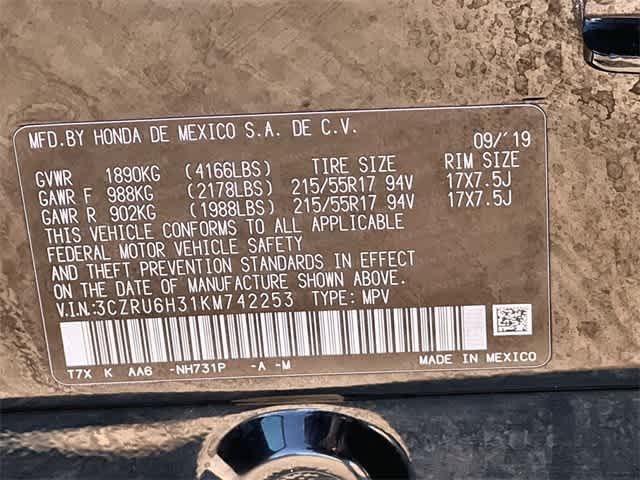 MFD.BY HONDA DE MEXICO S.A. DE C.V. 09/'19
GVWR 1890KG (4166LBS) TIRE SIZE RIM SIZE
GAWR F 988KG (2178LBS) 215/55R17 94V 17X7.5J
GAWR R 902KG (1988LBS) 215/55R17 94V 17X7.5J
THIS VEHICLE CONFORMS TO ALL APPLICABLE
FEDERAL MOTOR VEHICLE SAFETY
AND THEFT PREVENTION STANDARDS IN EFFECT
ON THE DATE OF MANUFACTURE SHOWN ABOVE.
V.I.N.:3CZRU6H31KM742253 TYPE: MPV
T7X K AA6 -NH731P -A -M MADE IN MEXICO